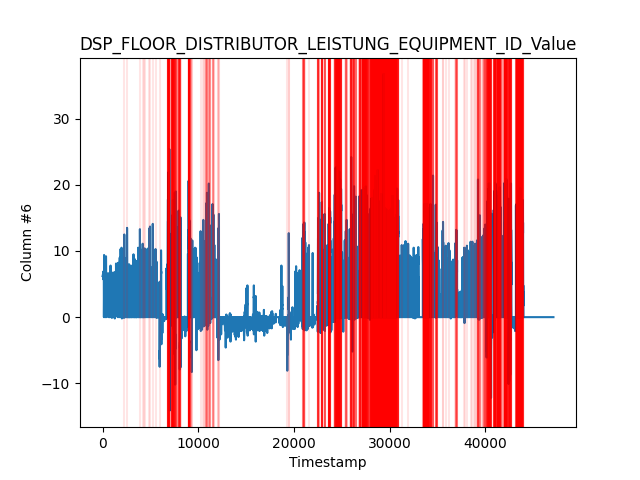 DSP_FLOOR_DISTRIBUTOR_LEISTUNG_EQUIPMENT_ID_Value
30
20
10
0
−10
Column #6
0 10000 20000 30000 40000
Timestamp